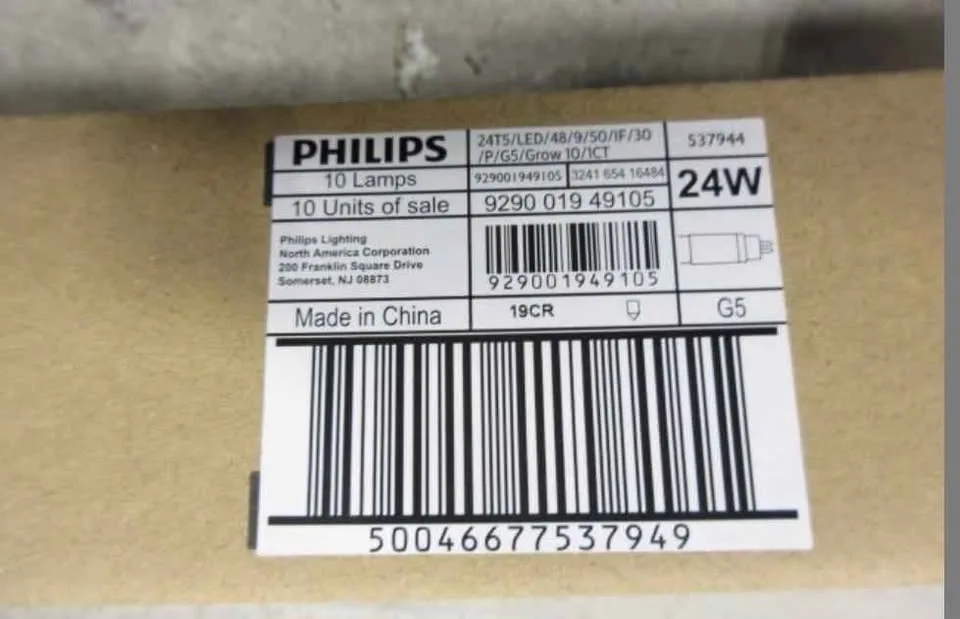 PHILIPS
10 Lamps
10 Units of sale
Philips Lighting
North America Corporation
200 Franklin Square Drive
Somerset, NJ 08873
Made in China
24T5/LED/48/9/50/IF/30
/P/G5/Grow 10/1CT
929001949105
3241 654 16484
9290 019 49105
929001949105
19CR
537944
24W
G5
50046677537949